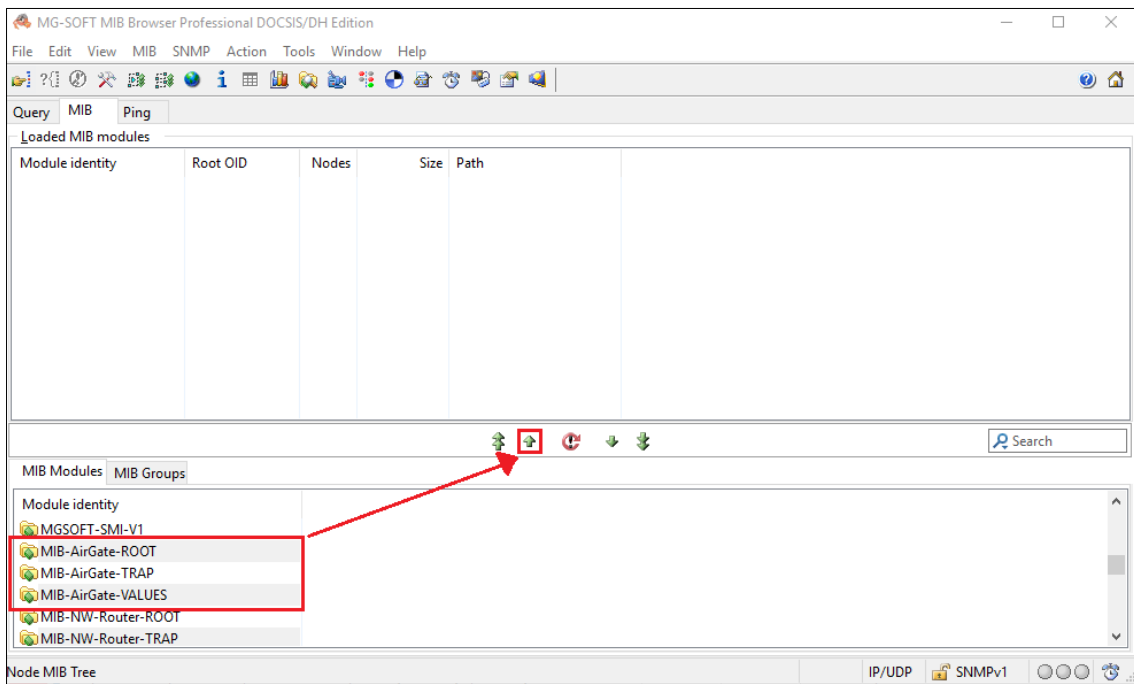 MG-SOFT MIB Browser Professional DOCSIS/DH Edition
File Edit View MIB SNMP Action Tools Window Help
Query MIB Ping
Loaded MIB modules
Module identity Root OID Nodes Size Path
Search
MIB Modules MIB Groups
Module identity
MGSOFT-SMI-V1
MIB-AirGate-ROOT
MIB-AirGate-TRAP
MIB-AirGate-VALUES
MIB-NW-Router-ROOT
MIB-NW-Router-TRAP
Node MIB Tree IP/UDP SNMPv1